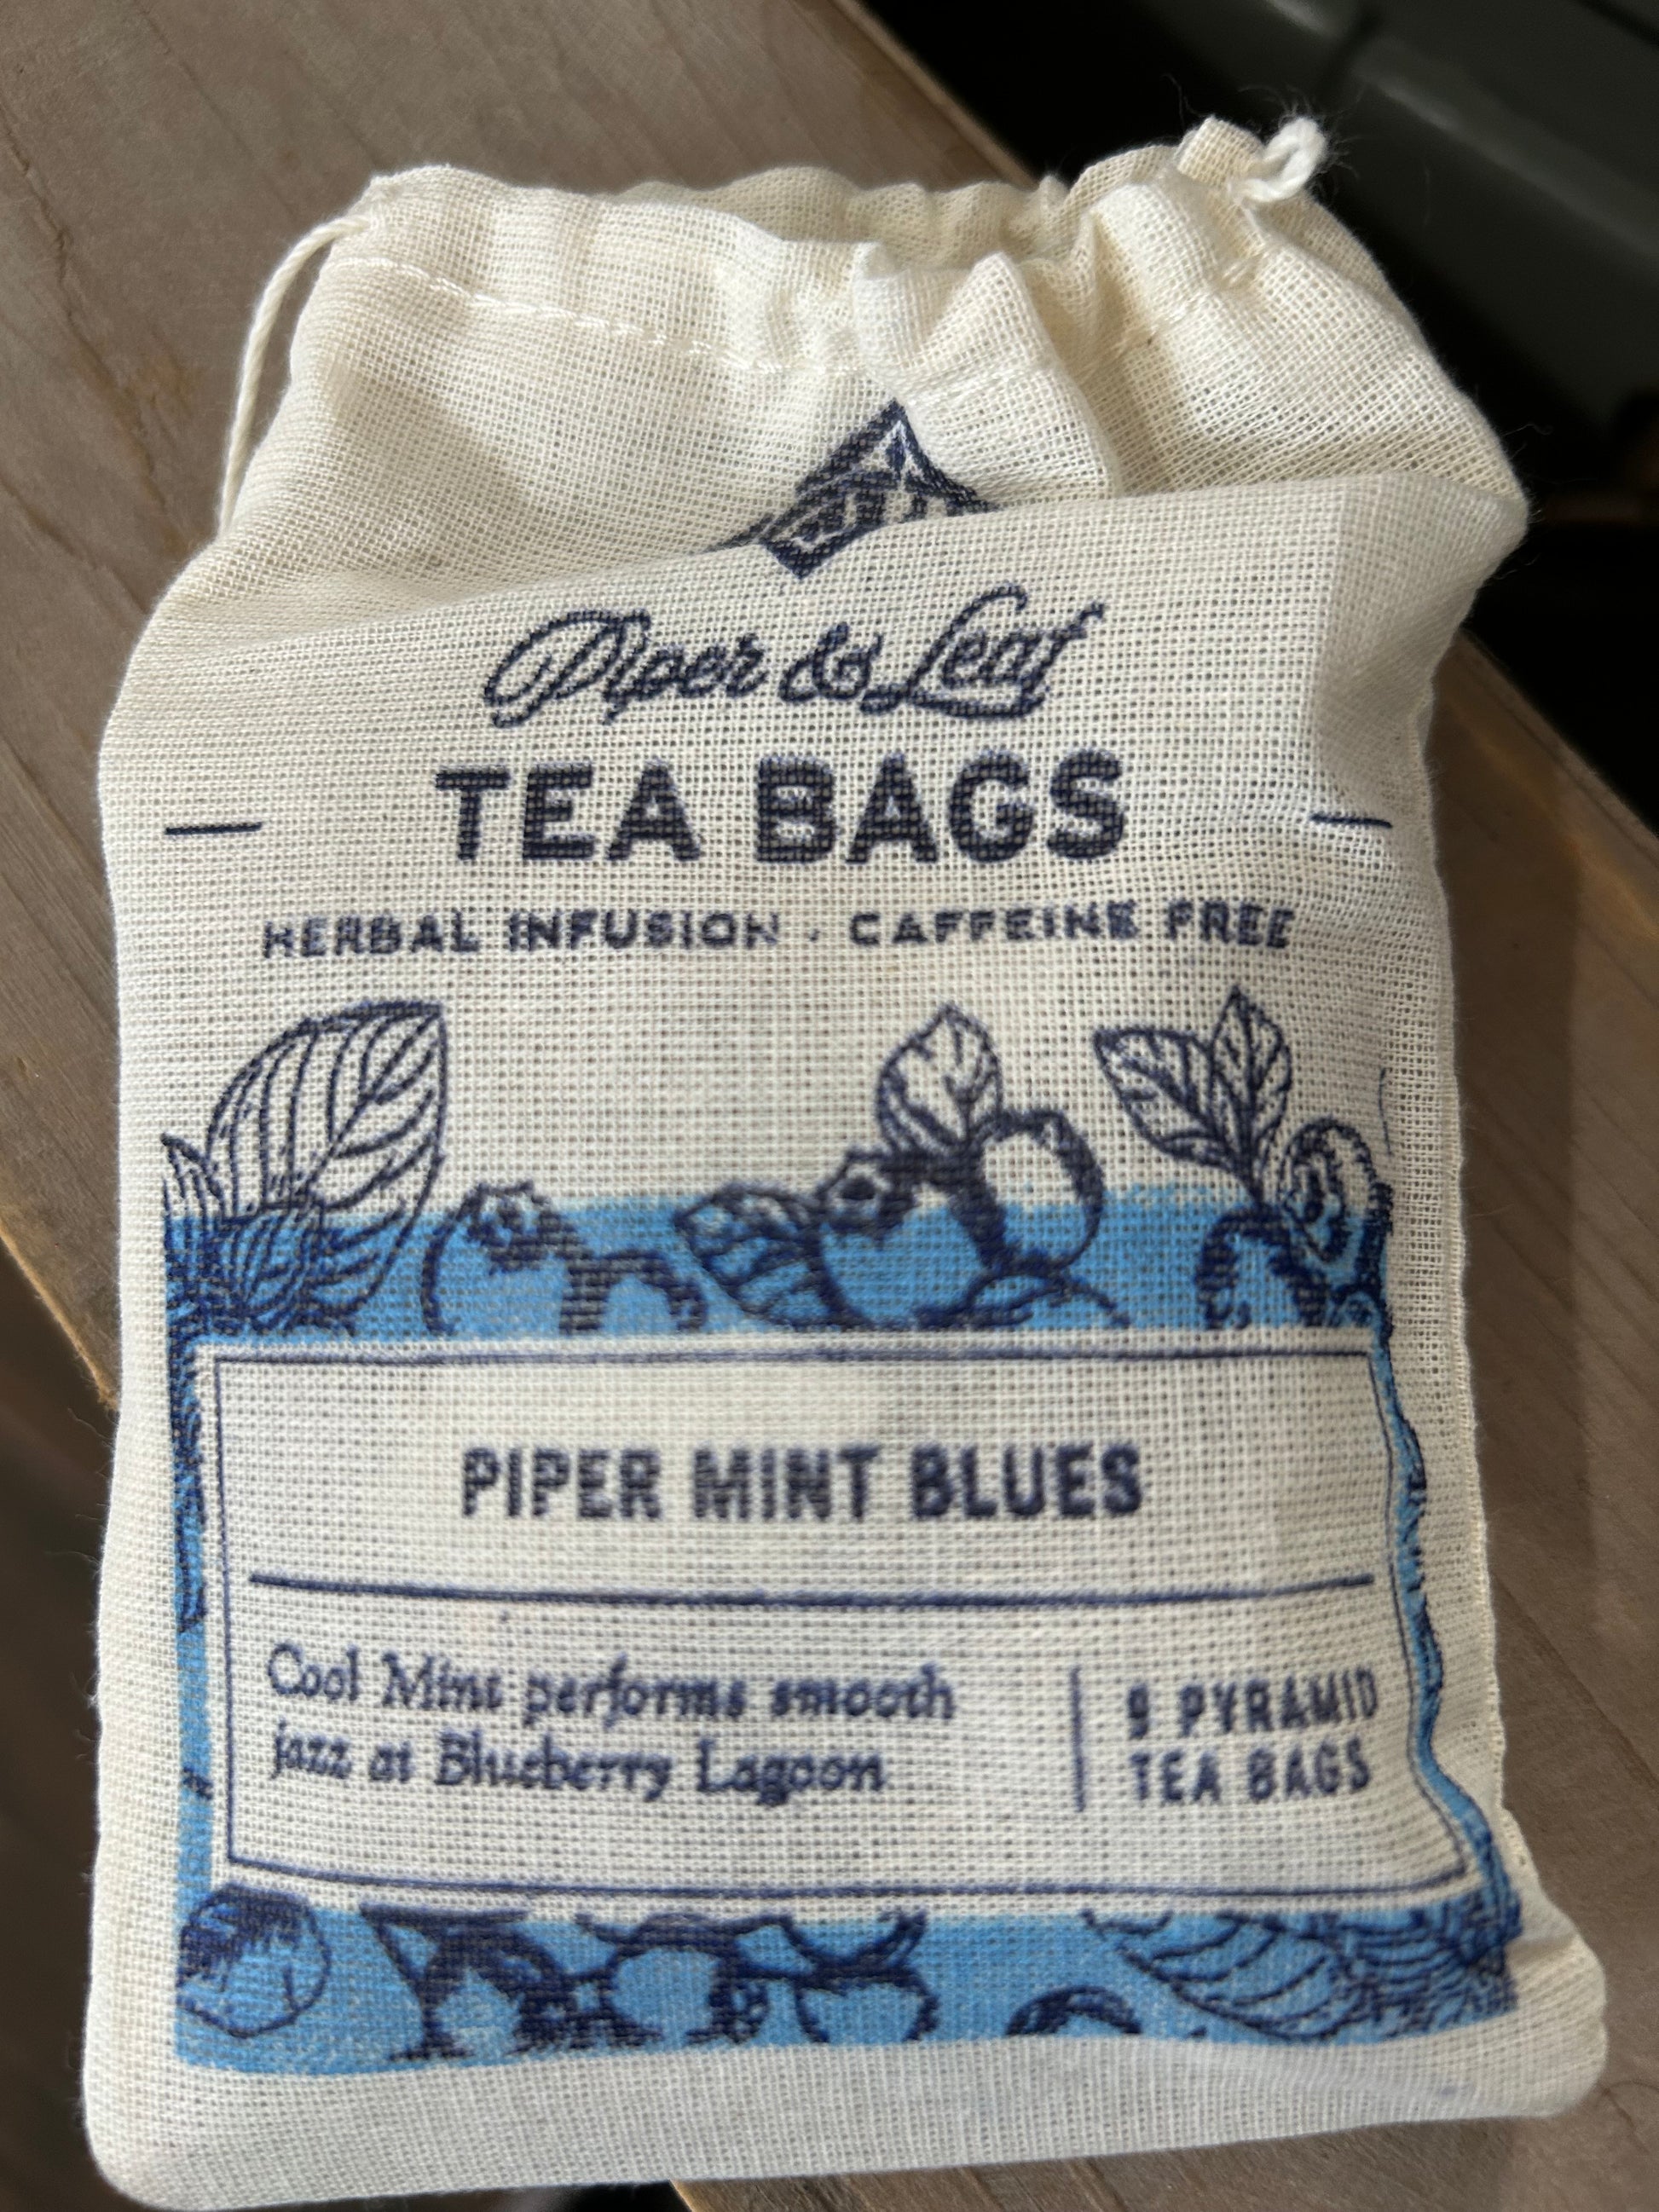 Piper & Leaf
TEA BAGS
HERBAL INFUSION · CAFFEINE FREE
PIPER MINT BLUES
Cool Mint performs smooth
jazz at Blueberry Lagoon
9 PYRAMID
TEA BAGS